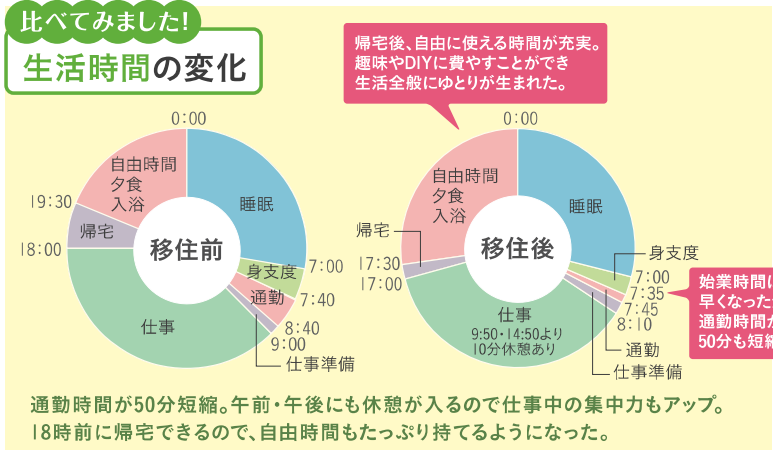 比べてみました!
生活時間の変化
帰宅後、自由に使える時間が充実。
趣味やDIYに費やすことができ
生活全般にゆとりが生まれた。
0:00
自由時間
夕食
入浴
睡眠
19:30
帰宅
移住前
18:00
7:00
身支度
7:40
通勤
8:40
仕事
9:00
仕事準備
0:00
自由時間
夕食
入浴
睡眠
帰宅
移住後
身支度
17:30
17:00
7:00
7:35
7:45
8:10
仕事
9:50・14:50より
10分休憩あり
通勤
仕事準備
始業時間に
早くなった
通勤時間が
50分も短縮
通勤時間が50分短縮。午前・午後にも休憩が入るので仕事中の集中力もアップ。
18時前に帰宅できるので、自由時間もたっぷり持てるようになった。